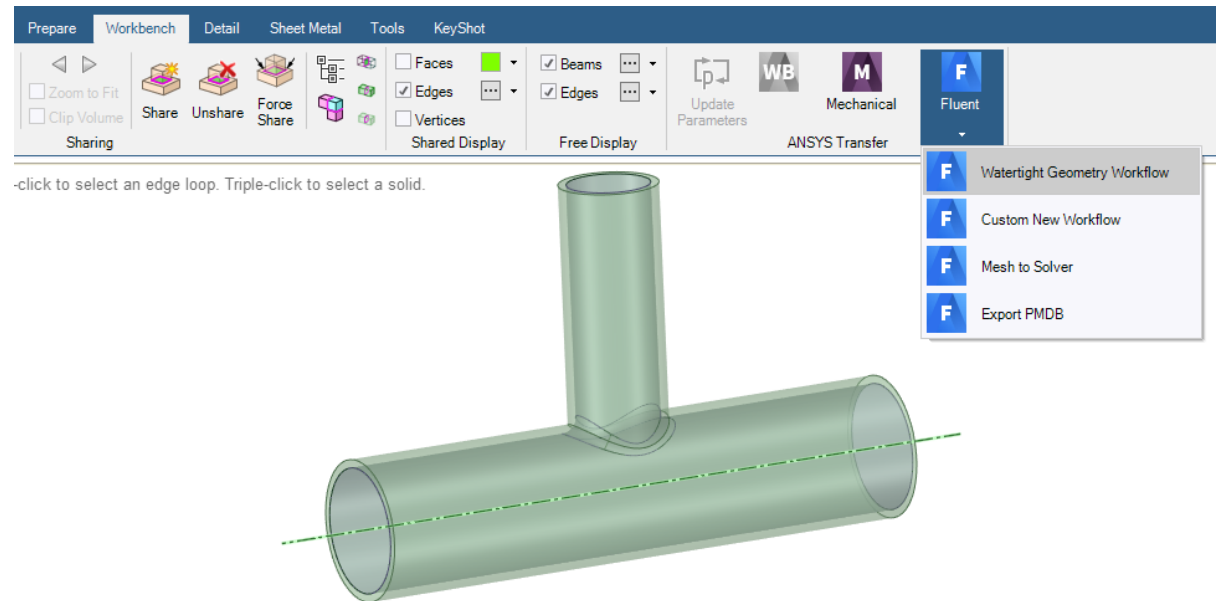 Prepare Workbench Detail Sheet Metal Tools KeyShot
Zoom to Fit
Clip Volume
Share
Unshare
Force
Share
Sharing
Faces
Edges
Vertices
Shared Display
Beams
Edges
Free Display
Update
Parameters
WB
M
Mechanical
F
Fluent
ANSYS Transfer
F Watertight Geometry Workflow
F Custom New Workflow
F Mesh to Solver
F Export PMDB
-click to select an edge loop. Triple-click to select a solid.